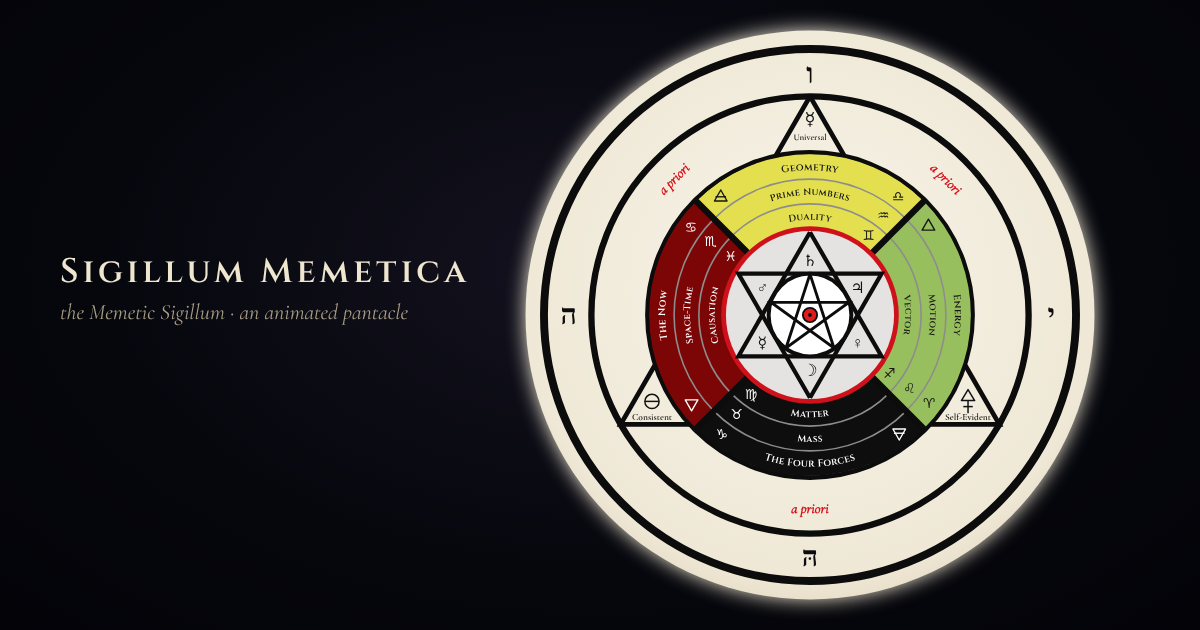 Sigillum Memetica
the Memetic Sigillum · an animated pantacle
ו
☿
Universal
a priori
a priori
Geometry
Prime Numbers
Duality
🜁 ♎
♒
♊
♋ ♏ ♓
The Now
Space-Time
Causation
🜄
🜂
Energy
Motion
Vector
♐ ♌ ♈
♄
♂ ♃
☿ ♀
☽
ה
י
♍
♉
♑
🜃
Matter
Mass
The Four Forces
🜔
Consistent
🜍
Self-Evident
a priori
הּ